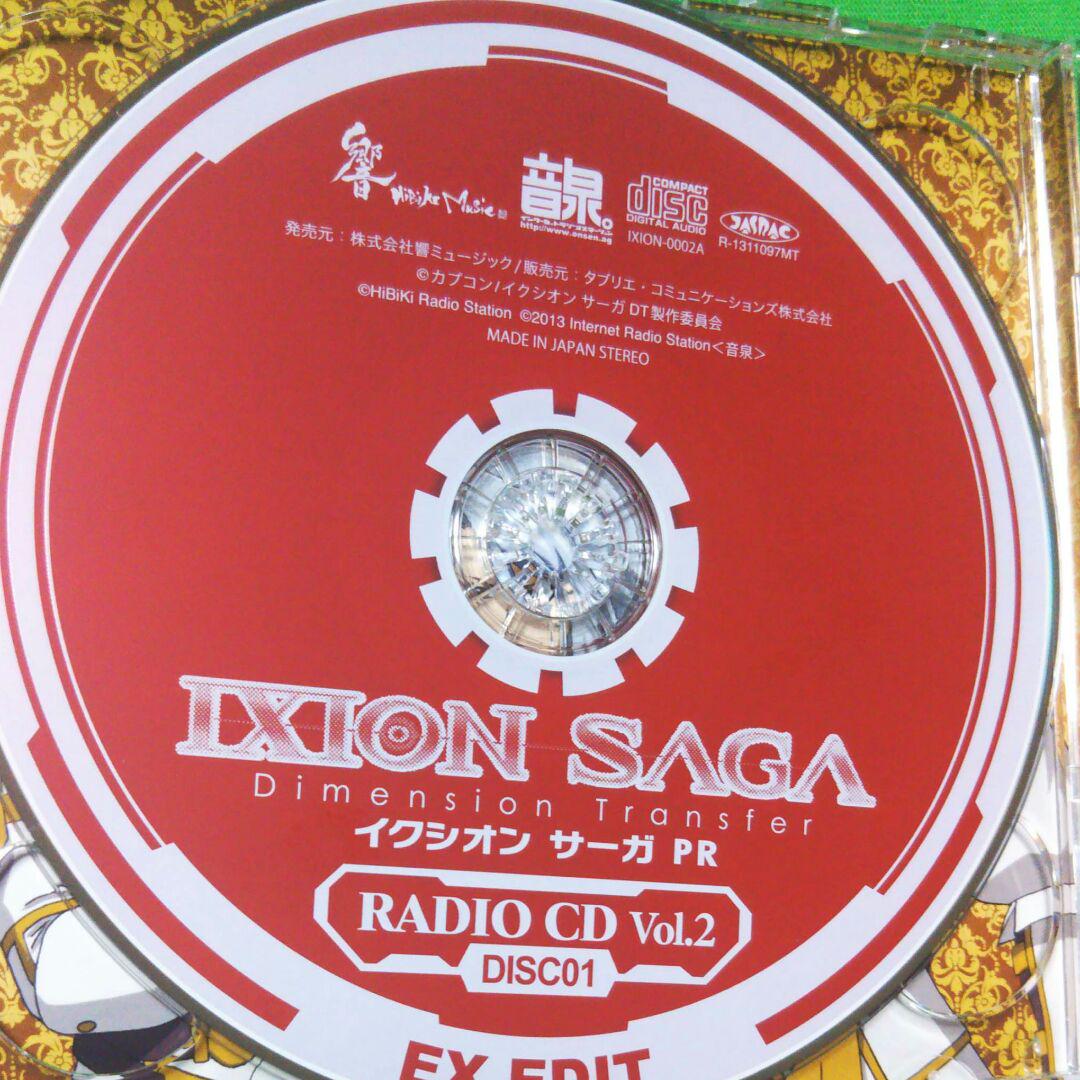 響 HiBiKi Music
音泉。
インターネットラジオステーション
http://www.onsen.ag
COMPACT
disc
DIGITAL AUDIO
IXION-0002A
JASRAC
R-1311097MT
発売元：株式会社響ミュージック/販売元：タブリエ・コミュニケーションズ株式会社
©カプコン/イクシオン サーガ DT製作委員会
©HiBiKi Radio Station ©2013 Internet Radio Station＜音泉＞
MADE IN JAPAN STEREO
IXION SAGA
Dimension Transfer
イクシオン サーガ PR
RADIO CD Vol.2
DISC01
EX EDIT